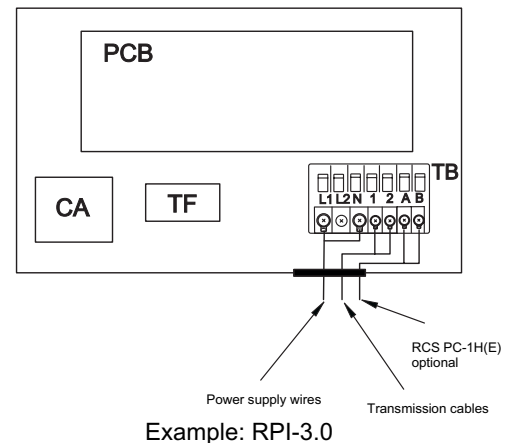 PCB
TB
L1 L2 N 1 2 A B
CA
TF
RCS PC-1H(E)
optional
Power supply wires
Transmission cables
Example: RPI-3.0